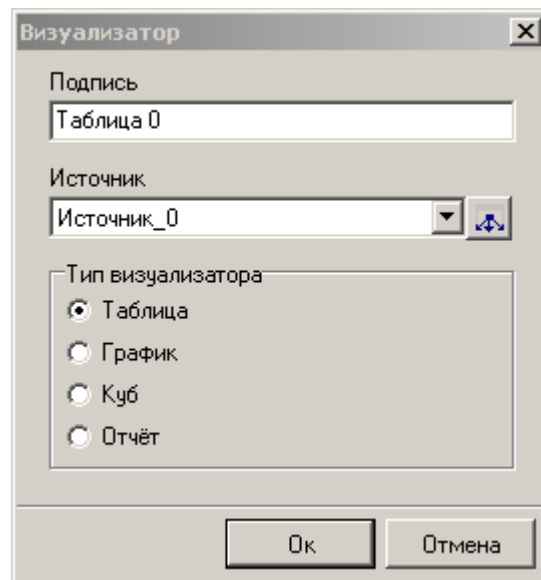 Визуализатор
Подпись
Таблица 0
Источник
Источник_0
Тип визуализатора
Таблица
График
Куб
Отчёт
Ок
Отмена